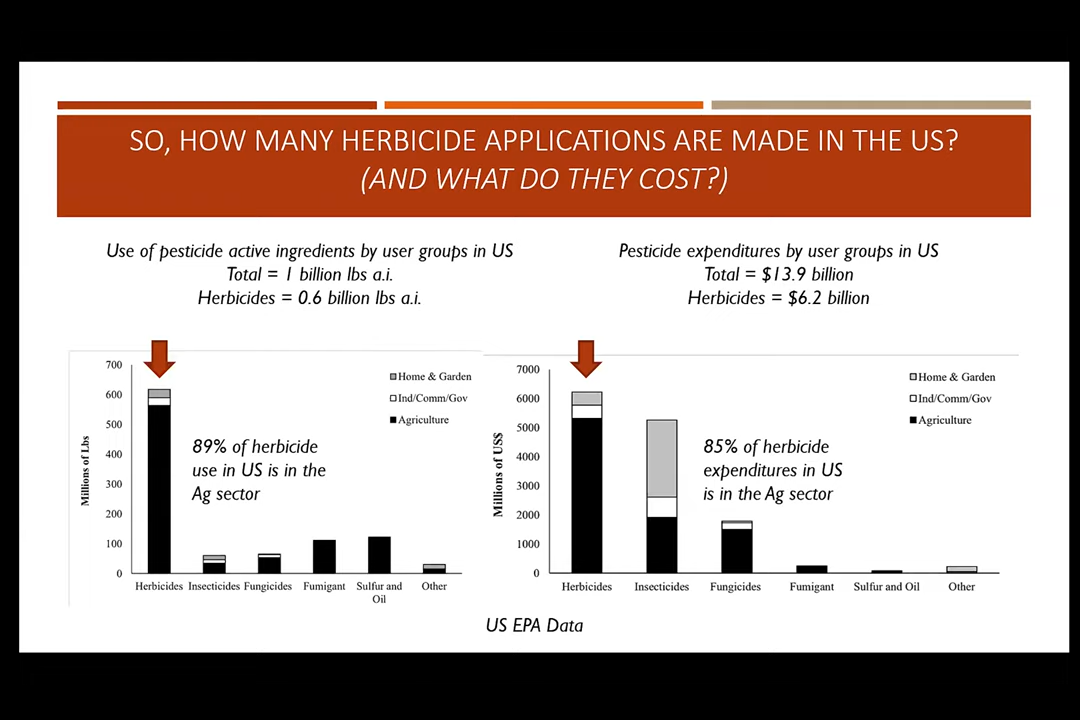 SO, HOW MANY HERBICIDE APPLICATIONS ARE MADE IN THE US?
(AND WHAT DO THEY COST?)
Use of pesticide active ingredients by user groups in US
Total = 1 billion lbs a.i.
Herbicides = 0.6 billion lbs a.i.
Pesticide expenditures by user groups in US
Total = $13.9 billion
Herbicides = $6.2 billion
Millions of Lbs
700
600
500
400
300
200
100
0
Home & Garden
Ind/Comm/Gov
Agriculture
89% of herbicide
use in US is in the
Ag sector
Herbicides Insecticides Fungicides Fumigant Sulfur and Other
Oil
Millions of US$
7000
6000
5000
4000
3000
2000
1000
0
Home & Garden
Ind/Comm/Gov
Agriculture
85% of herbicide
expenditures in US
is in the Ag sector
Herbicides Insecticides Fungicides Fumigant Sulfur and Oil Other
US EPA Data